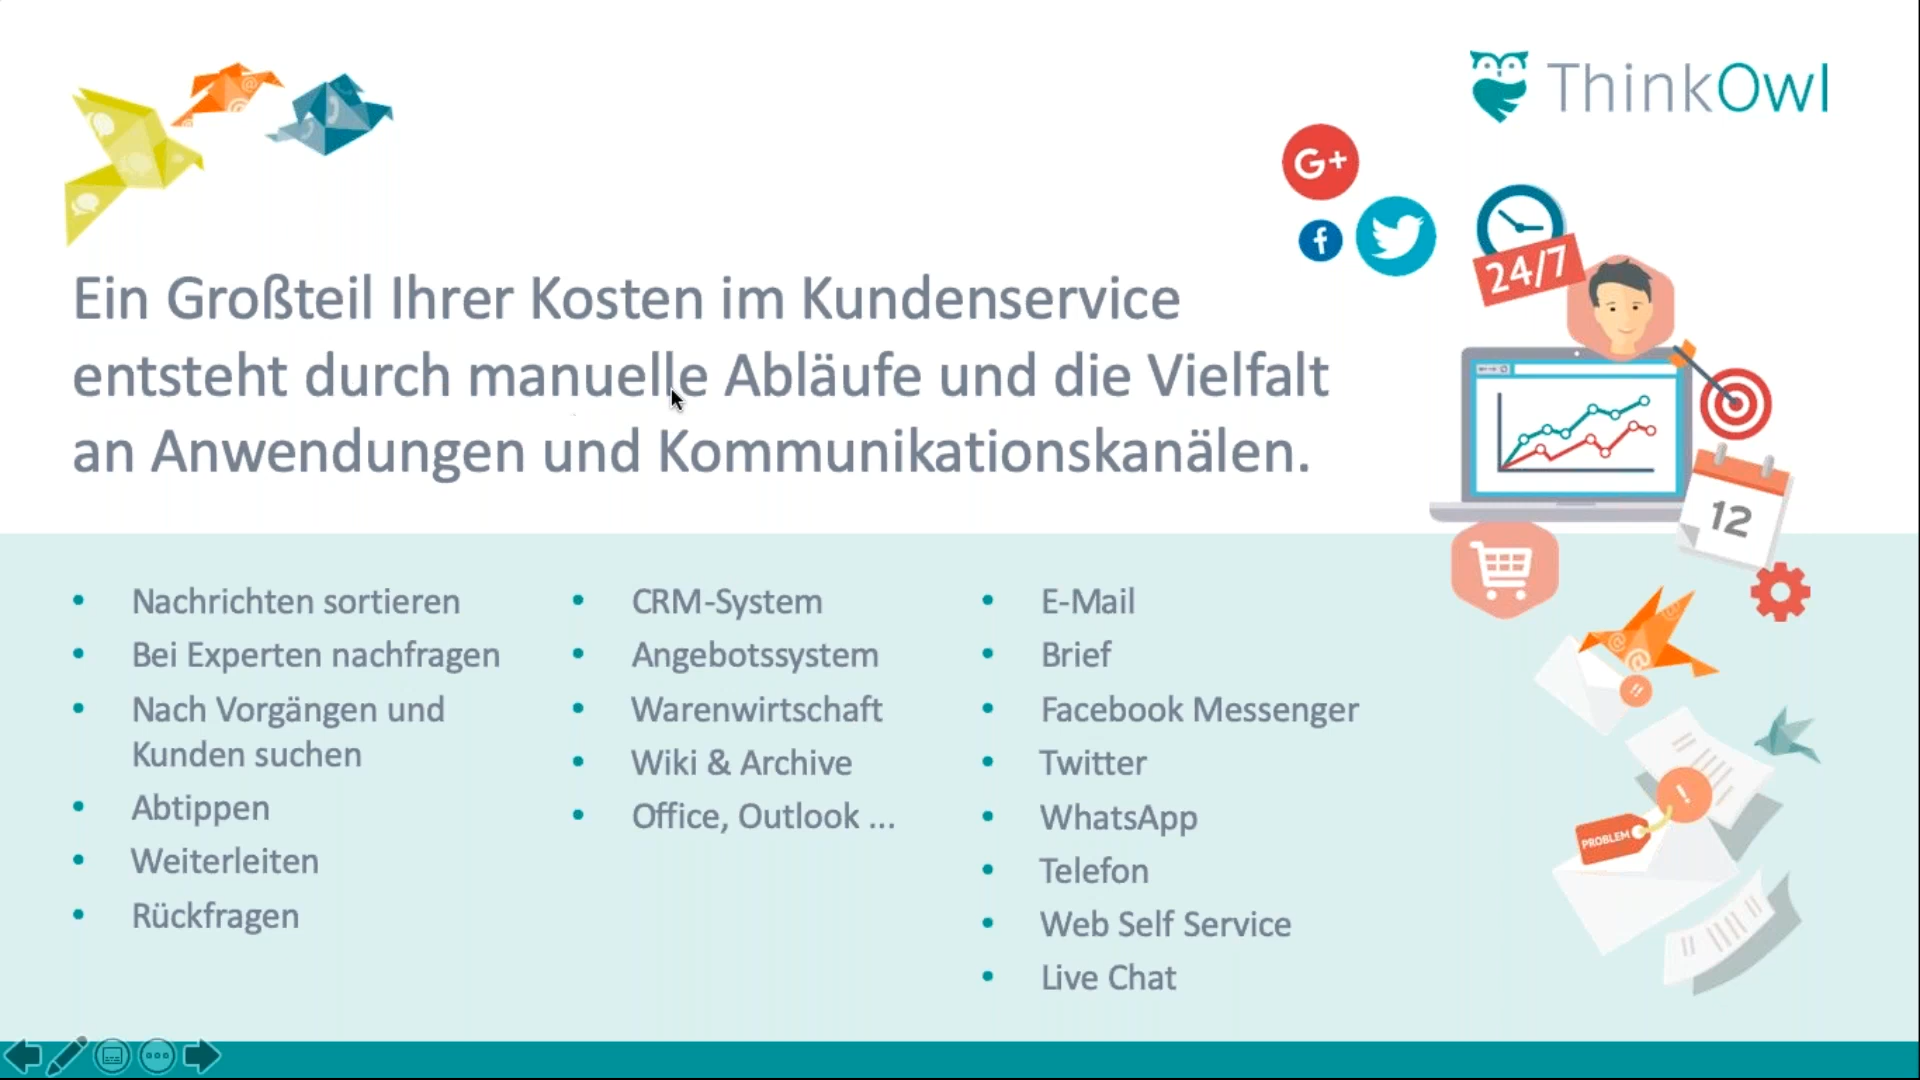 ThinkOwl
G+
f
24/7
Ein Großteil Ihrer Kosten im Kundenservice
entsteht durch manuelle Abläufe und die Vielfalt
an Anwendungen und Kommunikationskanälen.
12
• Nachrichten sortieren
• Bei Experten nachfragen
• Nach Vorgängen und
Kunden suchen
• Abtippen
• Weiterleiten
• Rückfragen
• CRM-System
• Angebotssystem
• Warenwirtschaft
• Wiki & Archive
• Office, Outlook ...
• E-Mail
• Brief
• Facebook Messenger
• Twitter
• WhatsApp
• Telefon
• Web Self Service
• Live Chat
@
!!
!
PROBLEM